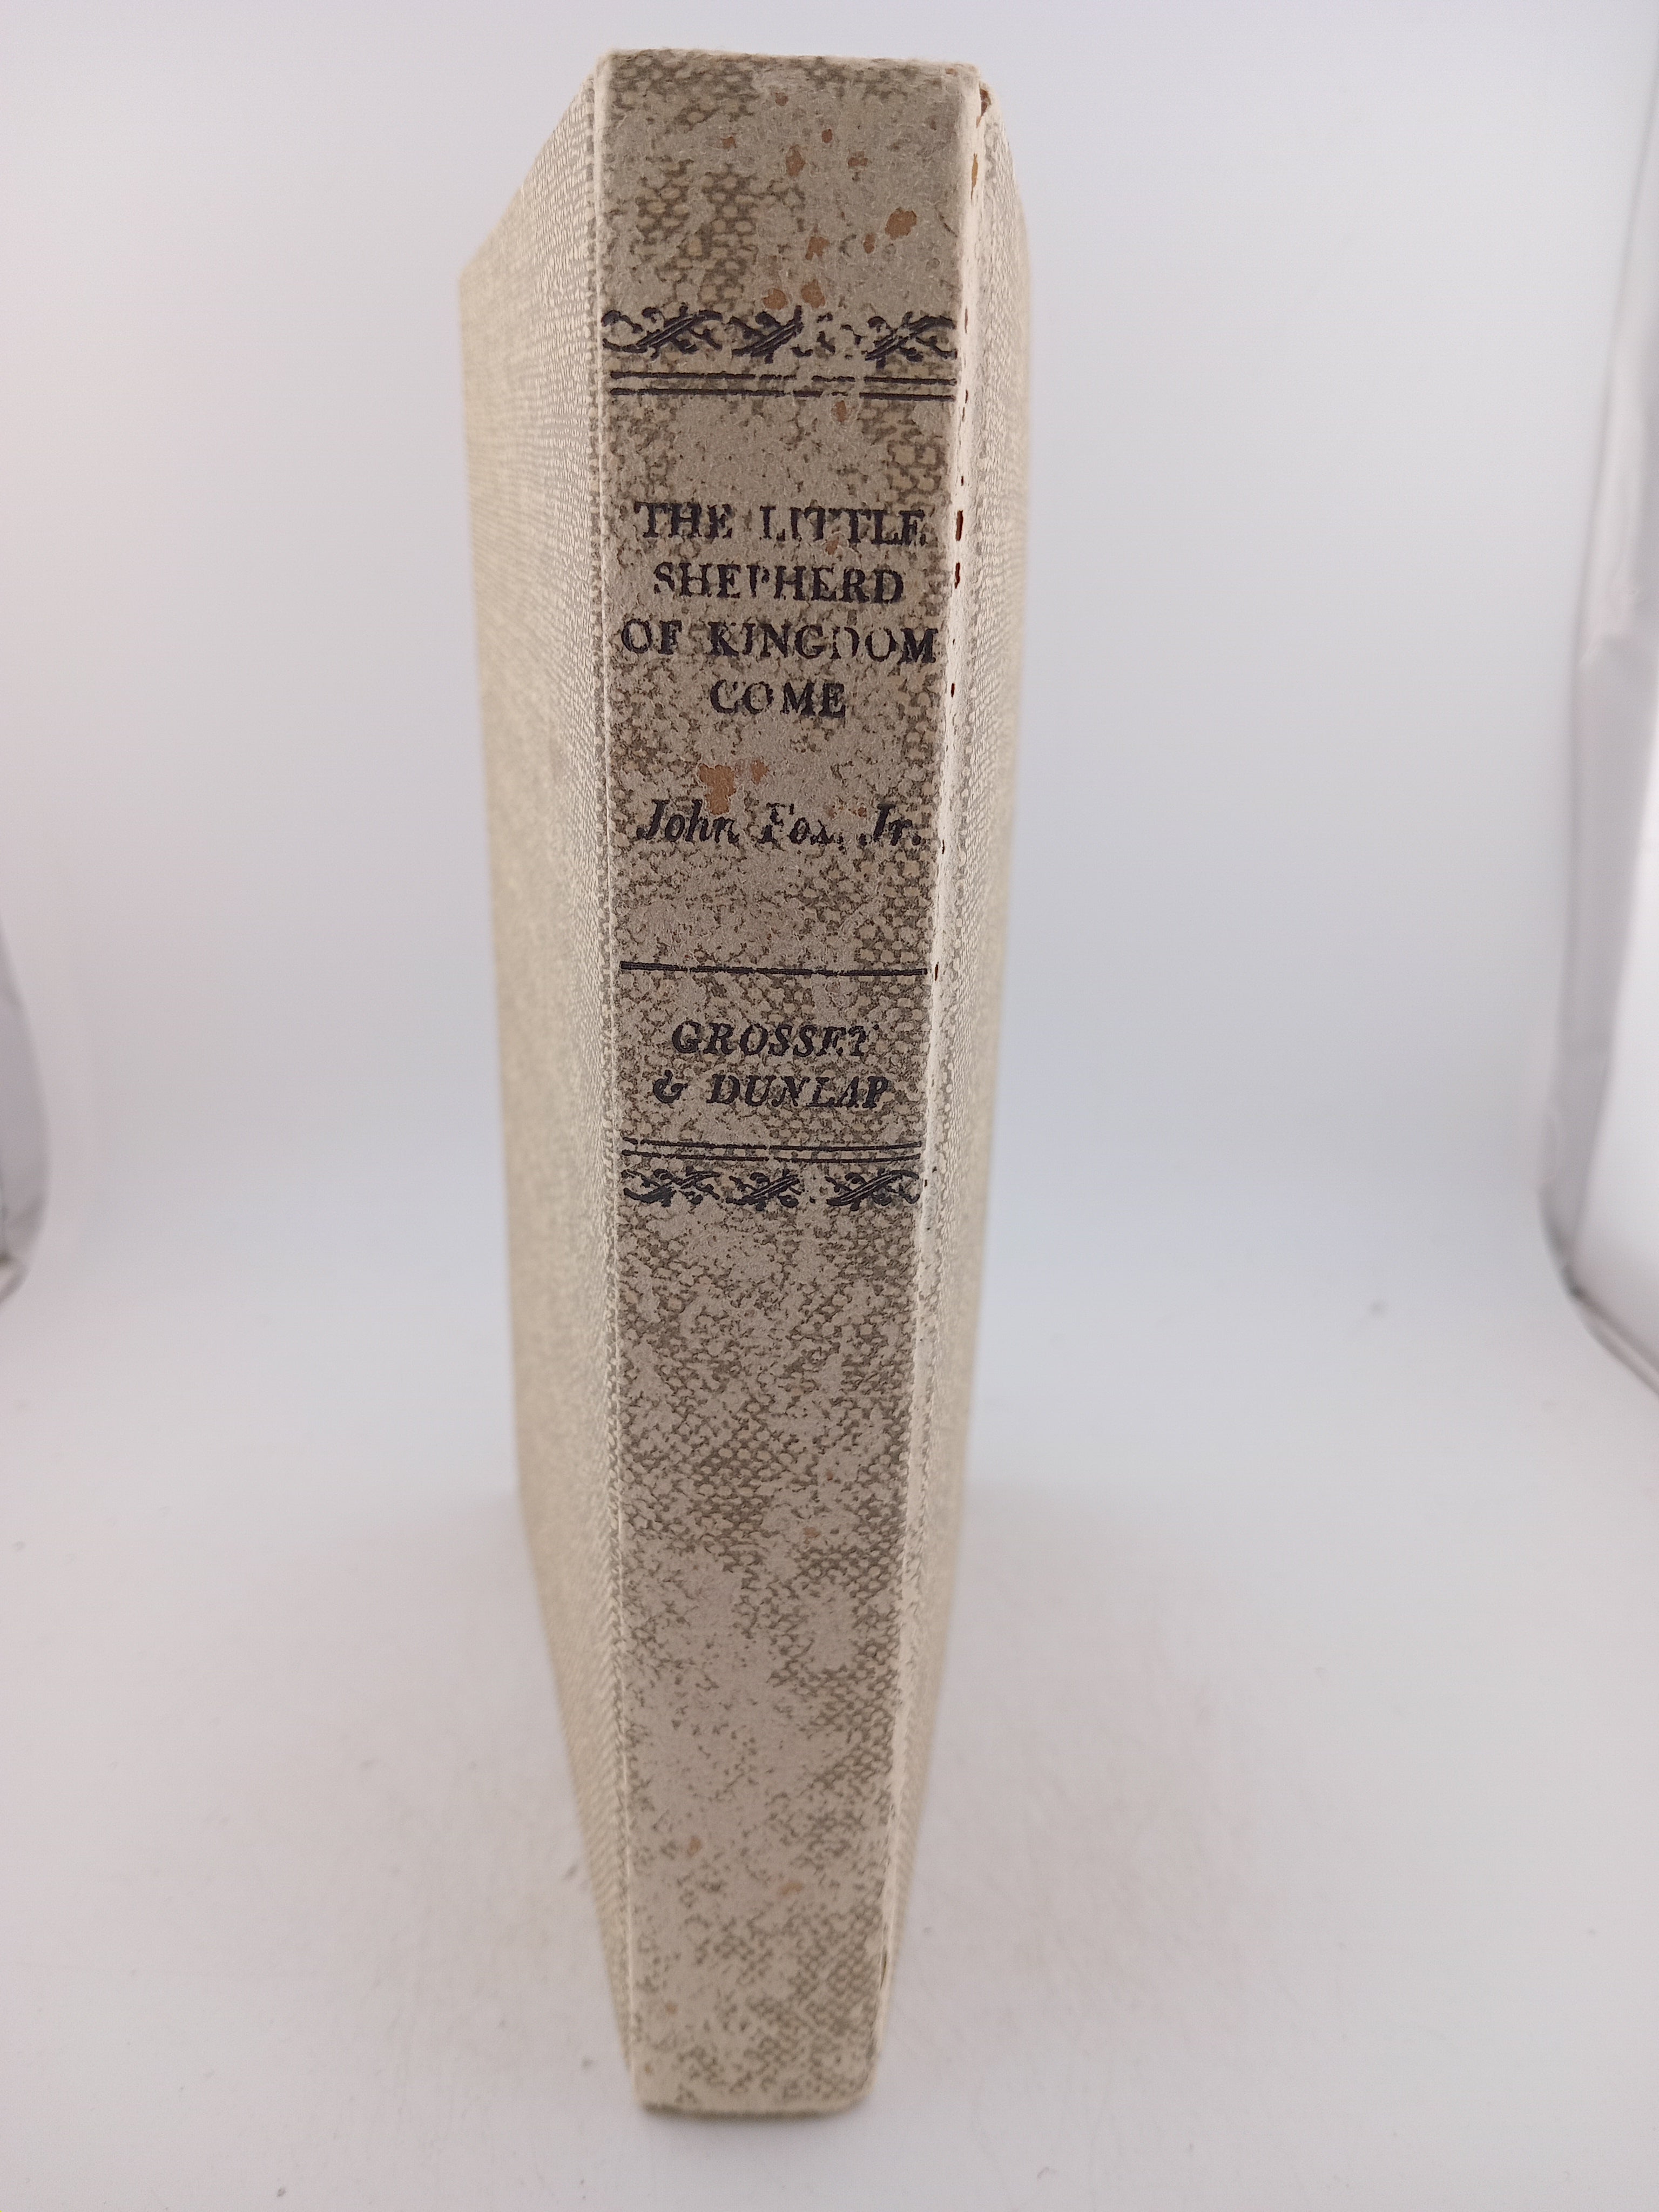 THE LITTLE
SHEPHERD
OF KINGDOM
COME
John Fox, Jr.
GROSSET
& DUNLAP